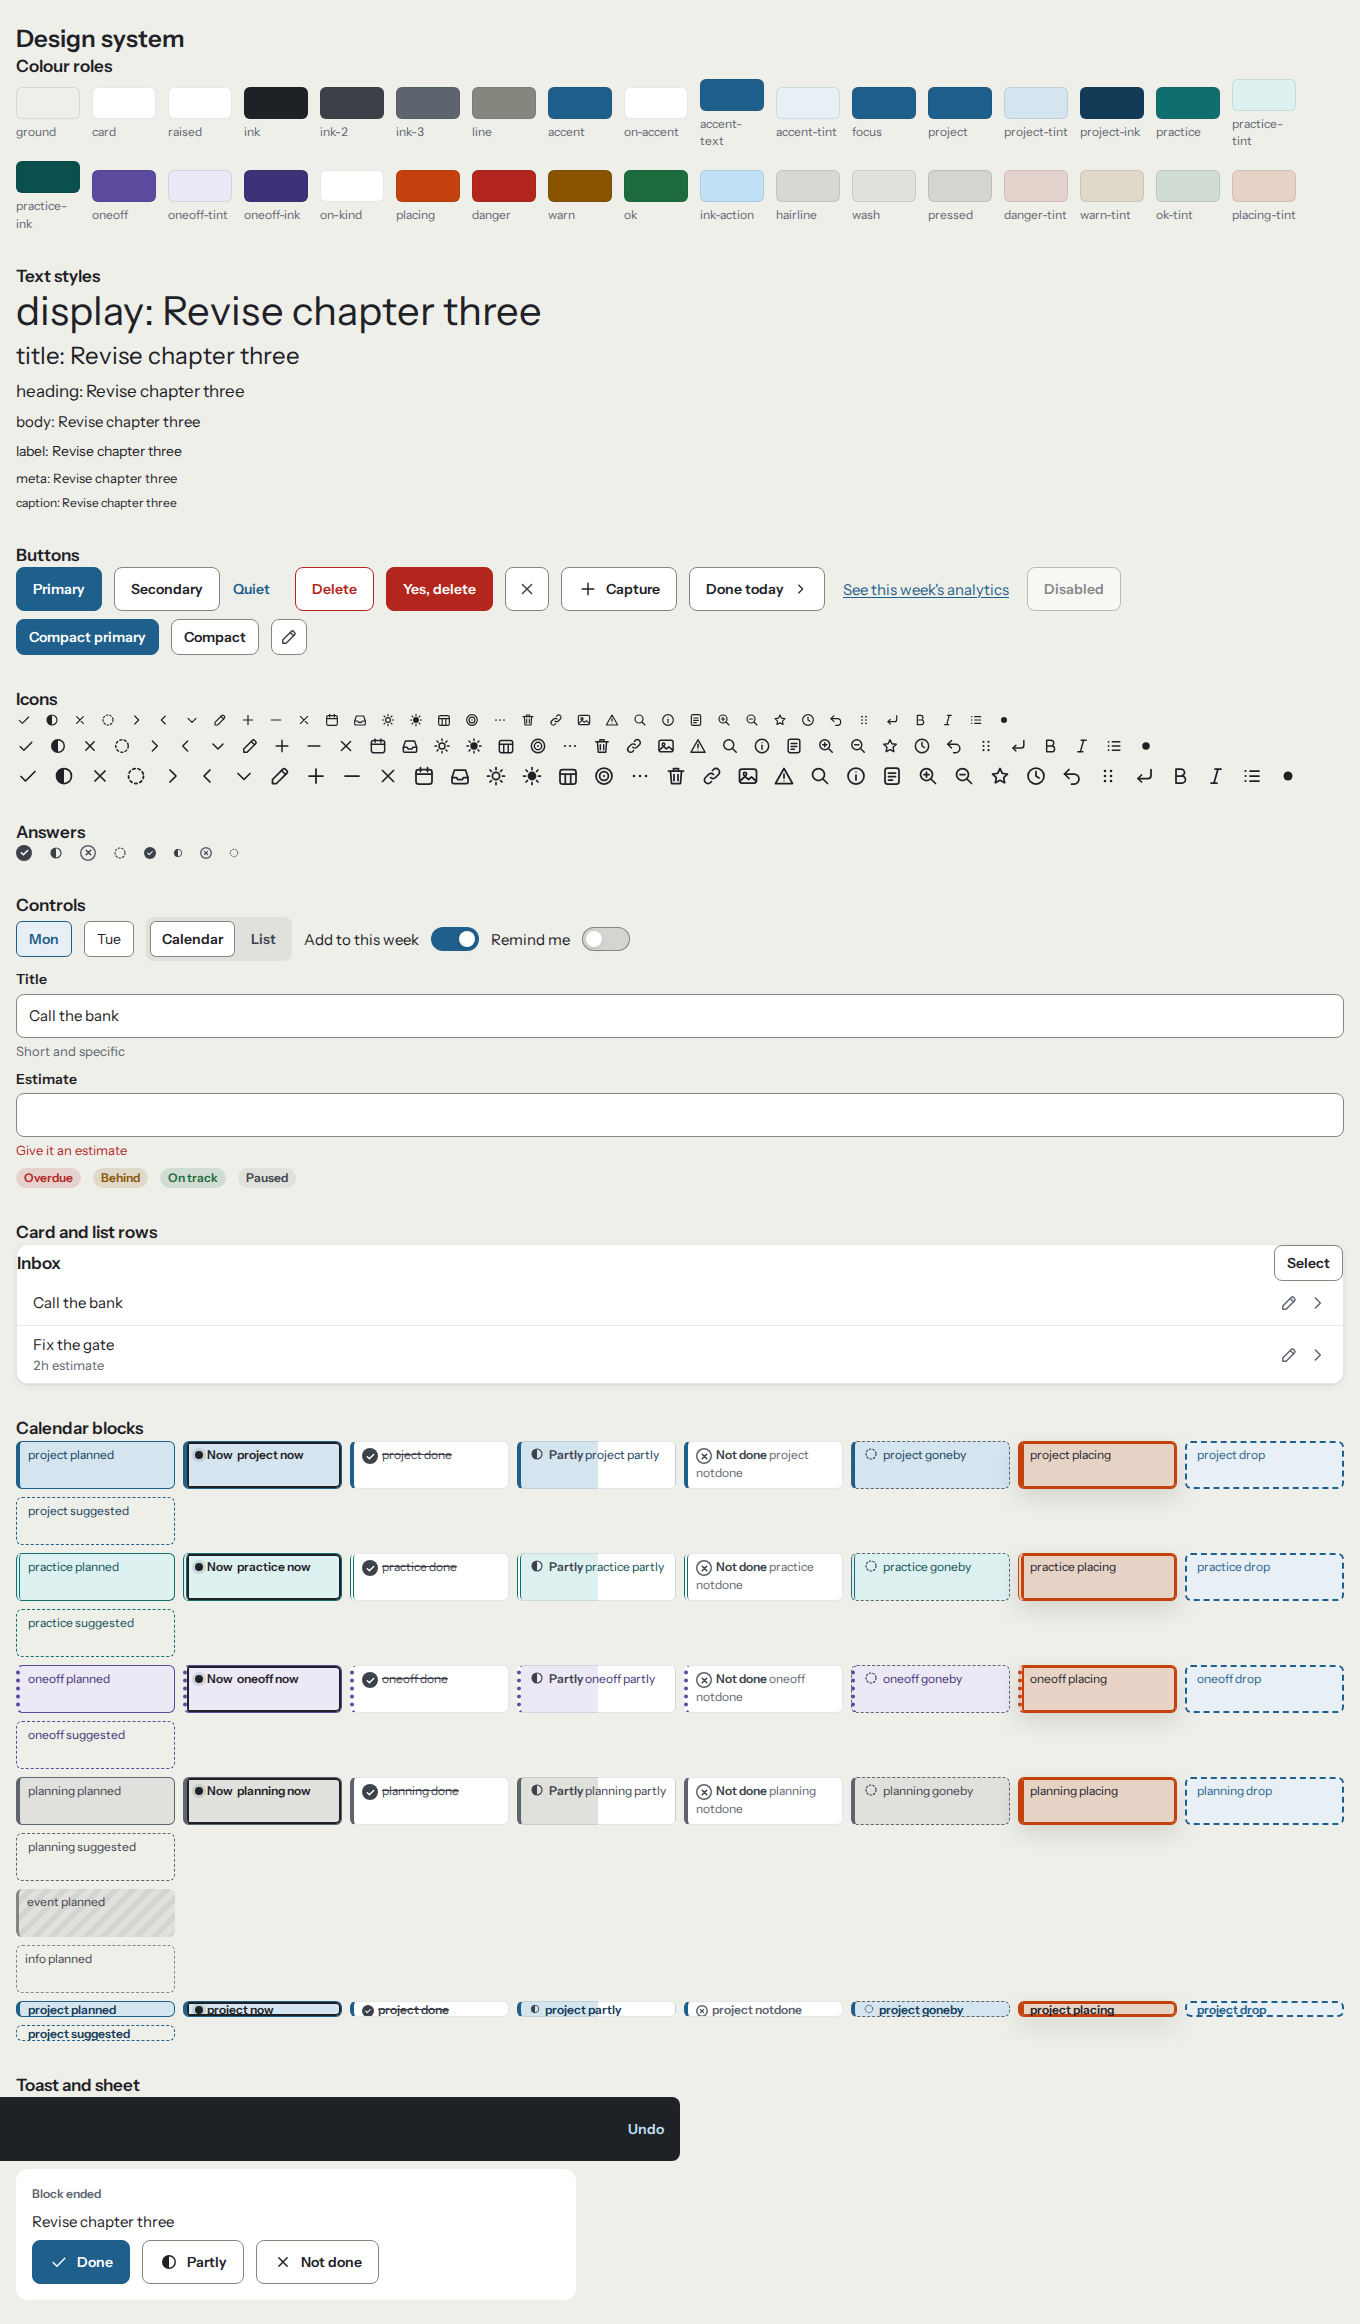 Design system
Colour roles
ground card raised ink ink-2 ink-3 line accent on-accent accent-text accent-tint focus project project-tint project-ink practice practice-tint
practice-ink oneoff oneoff-tint oneoff-ink on-kind placing danger warn ok ink-action hairline wash pressed danger-tint warn-tint ok-tint placing-tint
Text styles
display: Revise chapter three
title: Revise chapter three
heading: Revise chapter three
body: Revise chapter three
label: Revise chapter three
meta: Revise chapter three
caption: Revise chapter three
Buttons
Primary Secondary Quiet Delete Yes, delete Capture Done today See this week's analytics Disabled
Compact primary Compact
Icons
Answers
Controls
Mon Tue Calendar List Add to this week Remind me
Title
Call the bank
Short and specific
Estimate
Give it an estimate
Overdue Behind On track Paused
Card and list rows
Inbox Select
Call the bank
Fix the gate
2h estimate
Calendar blocks
project planned Now project now project done Partly project partly Not done project notdone project goneby project placing project drop
project suggested
practice planned Now practice now practice done Partly practice partly Not done practice notdone practice goneby practice placing practice drop
practice suggested
oneoff planned Now oneoff now oneoff done Partly oneoff partly Not done oneoff notdone oneoff goneby oneoff placing oneoff drop
oneoff suggested
planning planned Now planning now planning done Partly planning partly Not done planning notdone planning goneby planning placing planning drop
planning suggested
event planned
info planned
project planned project now project done project partly project notdone project goneby project placing project drop
project suggested
Toast and sheet
Undo
Block ended
Revise chapter three
Done Partly Not done